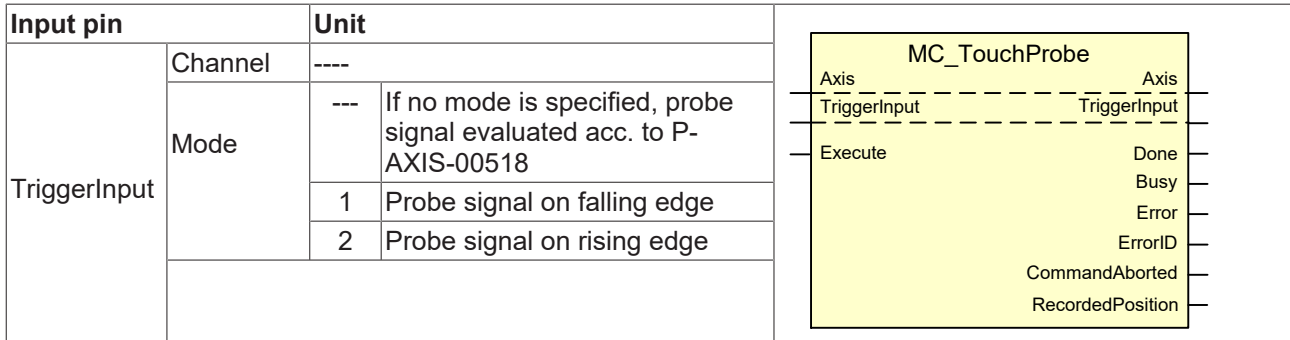 Input pin Unit
TriggerInput Channel ----
Mode --- If no mode is specified, probe
signal evaluated acc. to P-
AXIS-00518
1 Probe signal on falling edge
2 Probe signal on rising edge
MC_TouchProbe
Axis Axis
TriggerInput TriggerInput
Execute Done
Busy
Error
ErrorID
CommandAborted
RecordedPosition